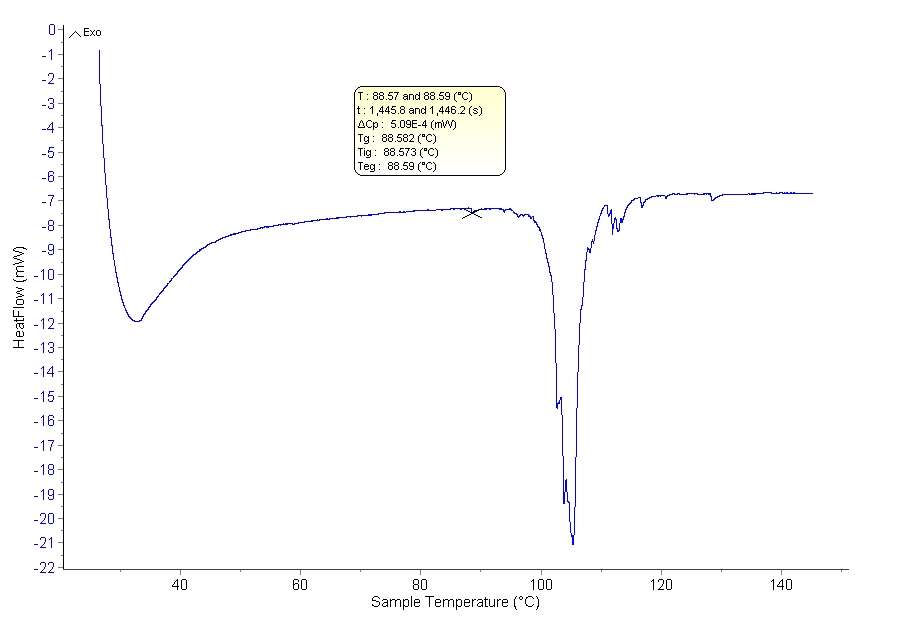 Exo
T : 88.57 and 88.59 (°C)
t : 1,445.8 and 1,446.2 (s)
ΔCp : 5.09E-4 (mW)
Tg : 88.582 (°C)
Tig : 88.573 (°C)
Teg : 88.59 (°C)
HeatFlow (mW)
0
-1
-2
-3
-4
-5
-6
-7
-8
-9
-10
-11
-12
-13
-14
-15
-16
-17
-18
-19
-20
-21
-22
40 60 80 100 120 140
Sample Temperature (°C)